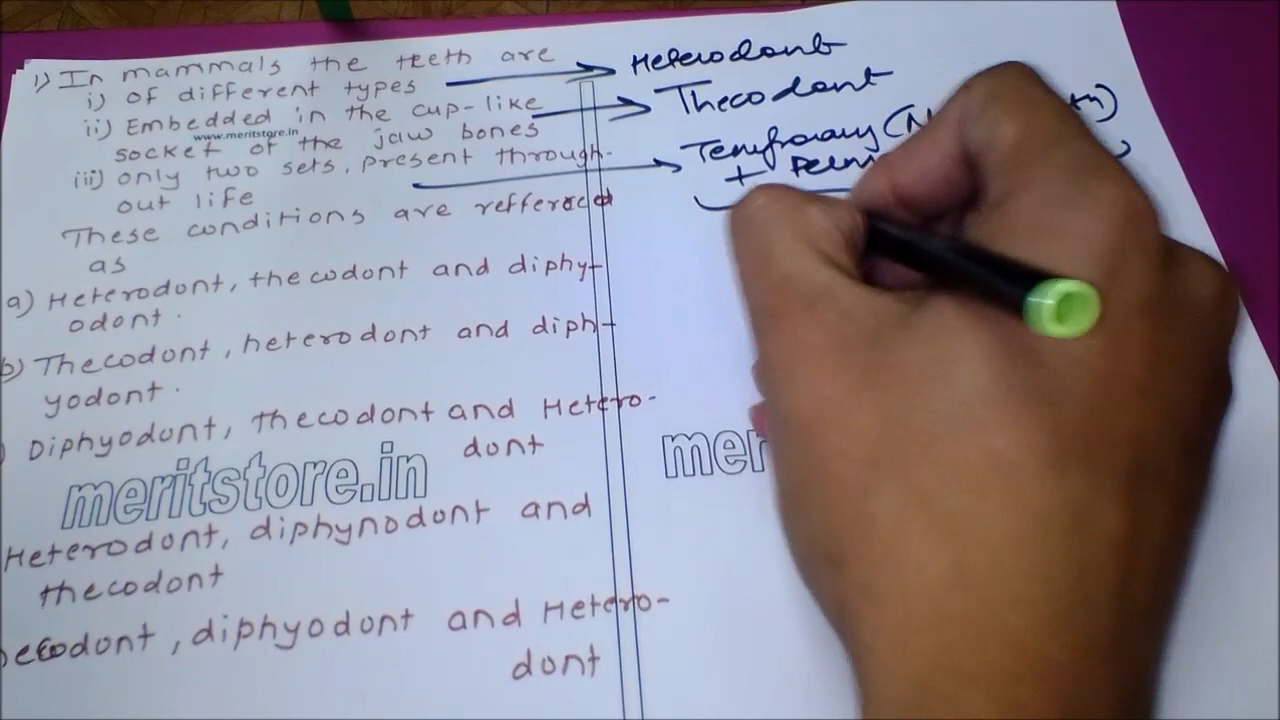 1) In mammals the teeth are
i) of different types
ii) Embedded in the cup-like
www.meritstore.in
socket of the jaw bones
iii) only two sets, present through-
out life
These conditions are reffered
as
a) Heterodont, thecodont and diphy-
odont.
b) Thecodont, heterodont and diph-
yodont.
) Diphyodont, thecodont and Hetero-
dont
meritstore.in
Heterodont, diphynodont and
thecodont
codont, diphyodont and Hetero-
dont
Heterodont
Thecodont
Temporary (
+
mer